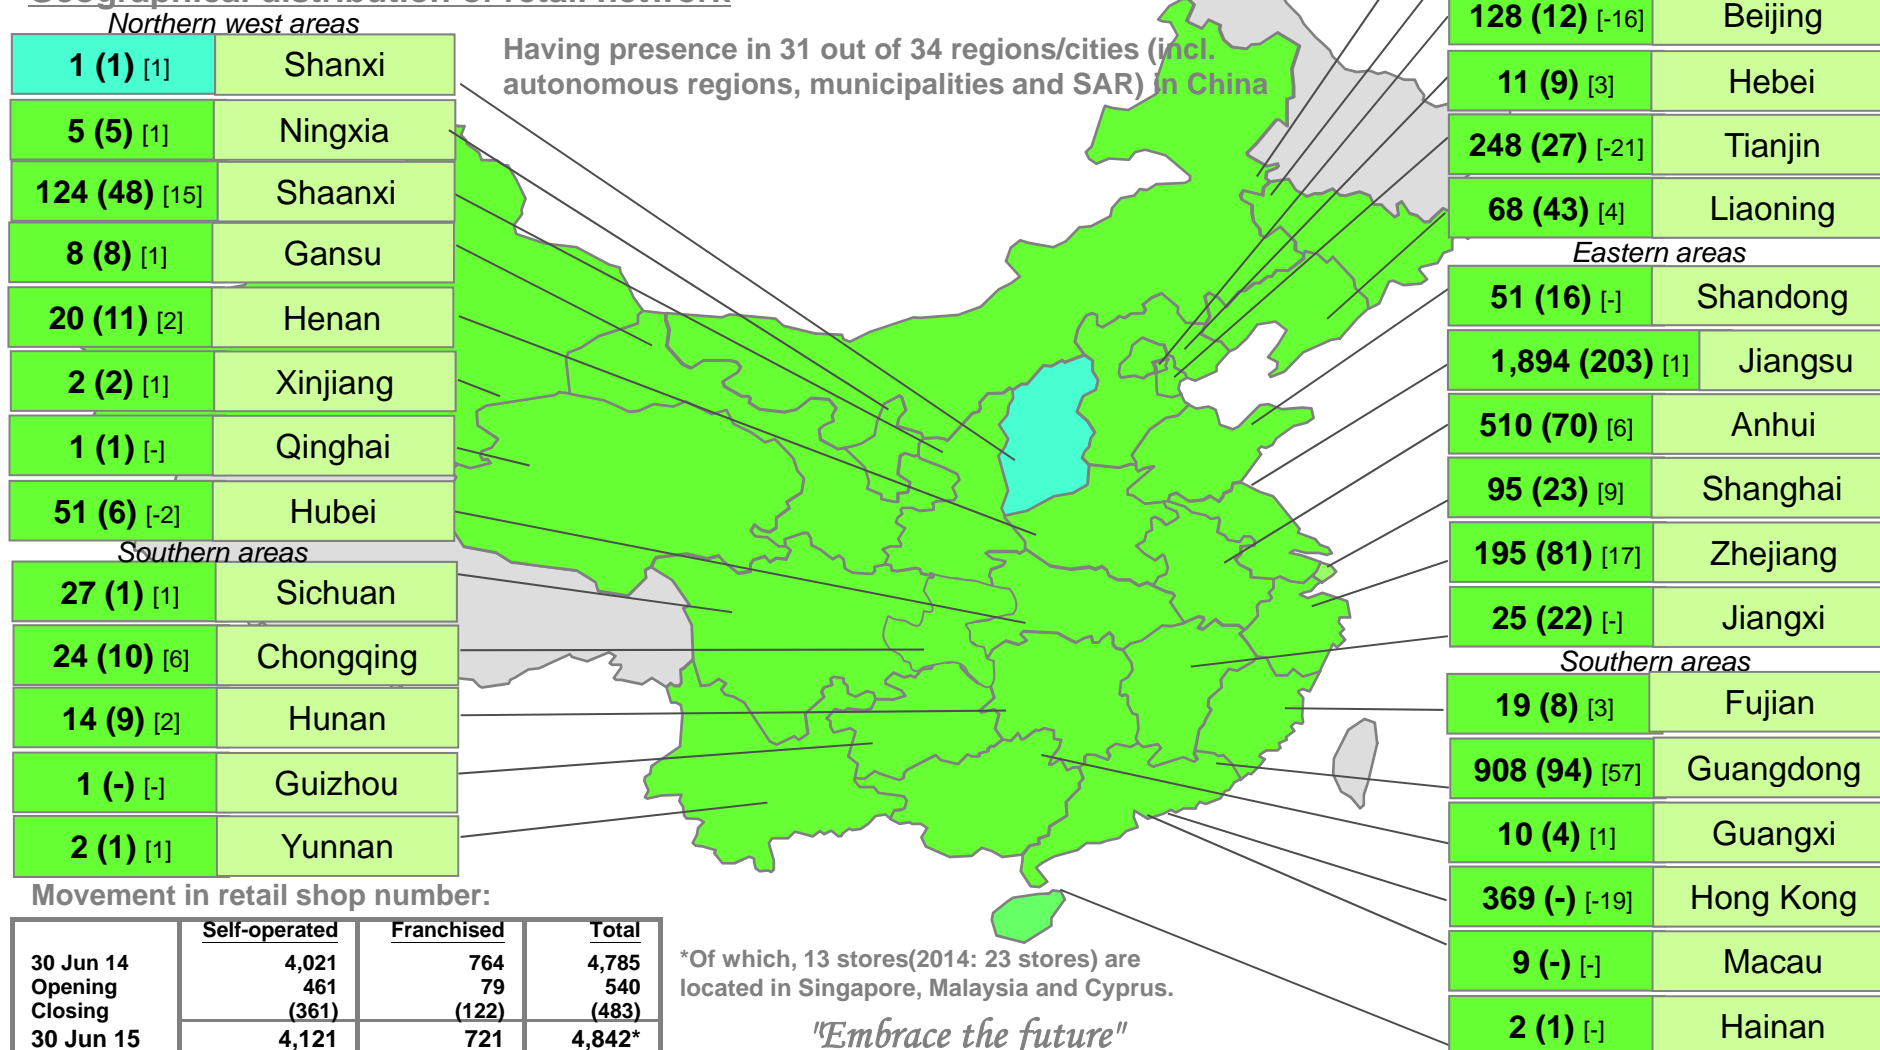 Geographical distribution of retail network
Northern west areas
1 (1) [1] Shanxi
5 (5) [1] Ningxia
124 (48) [15] Shaanxi
8 (8) [1] Gansu
20 (11) [2] Henan
2 (2) [1] Xinjiang
1 (1) [-] Qinghai
51 (6) [-2] Hubei
Southern areas
27 (1) [1] Sichuan
24 (10) [6] Chongqing
14 (9) [2] Hunan
1 (-) [-] Guizhou
2 (1) [1] Yunnan
Having presence in 31 out of 34 regions/cities (incl.
autonomous regions, municipalities and SAR) in China
128 (12) [-16] Beijing
11 (9) [3] Hebei
248 (27) [-21] Tianjin
68 (43) [4] Liaoning
Eastern areas
51 (16) [-] Shandong
1,894 (203) [1] Jiangsu
510 (70) [6] Anhui
95 (23) [9] Shanghai
195 (81) [17] Zhejiang
25 (22) [-] Jiangxi
Southern areas
19 (8) [3] Fujian
908 (94) [57] Guangdong
10 (4) [1] Guangxi
369 (-) [-19] Hong Kong
9 (-) [-] Macau
2 (1) [-] Hainan
Movement in retail shop number:
Self-operated Franchised Total
30 Jun 14 4,021 764 4,785
Opening 461 79 540
Closing (361) (122) (483)
30 Jun 15 4,121 721 4,842*
*Of which, 13 stores(2014: 23 stores) are
located in Singapore, Malaysia and Cyprus.
"Embrace the future"